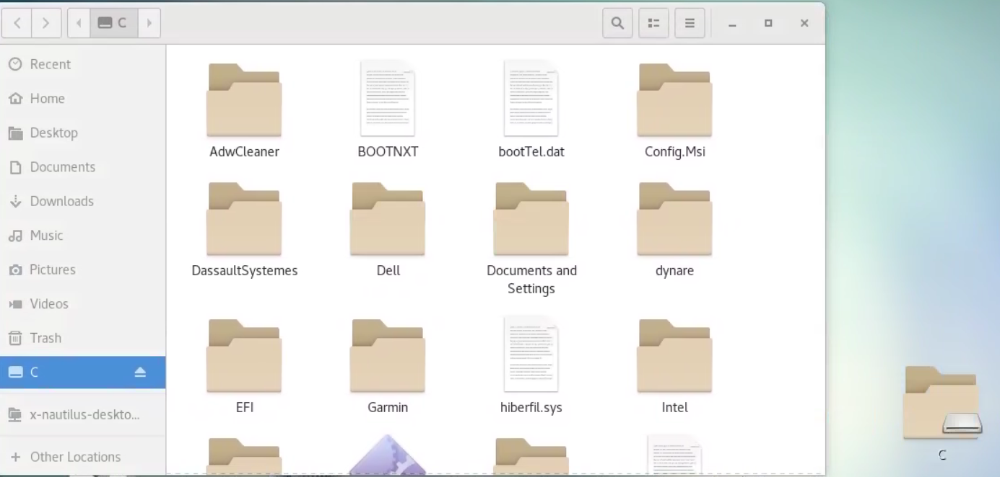 C
Recent
Home
Desktop
Documents
Downloads
Music
Pictures
Videos
Trash
C
x-nautilus-deskto...
Other Locations
AdwCleaner
BOOTNXT
bootTel.dat
Config.Msi
DassaultSystemes
Dell
Documents and
Settings
dynare
EFI
Garmin
hiberfil.sys
Intel
C